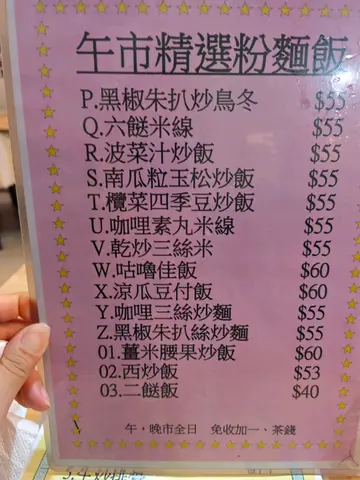 午市精選粉麵飯
P.黑椒朱扒炒烏冬 $55
Q.六餸米線 $55
R.波菜汁炒飯 $55
S.南瓜粒玉松炒飯 $55
T.欖菜四季豆炒飯 $55
U.咖哩素丸米線 $55
V.乾炒三絲米 $55
W.咕嚕佳飯 $60
X.涼瓜豆付飯 $60
Y.咖哩三絲炒麵 $55
Z.黑椒朱扒絲炒麵 $55
01.薑米腰果炒飯 $60
02.西炒飯 $53
03.二餸飯 $40
午，晚市全日 免收加一、茶錢